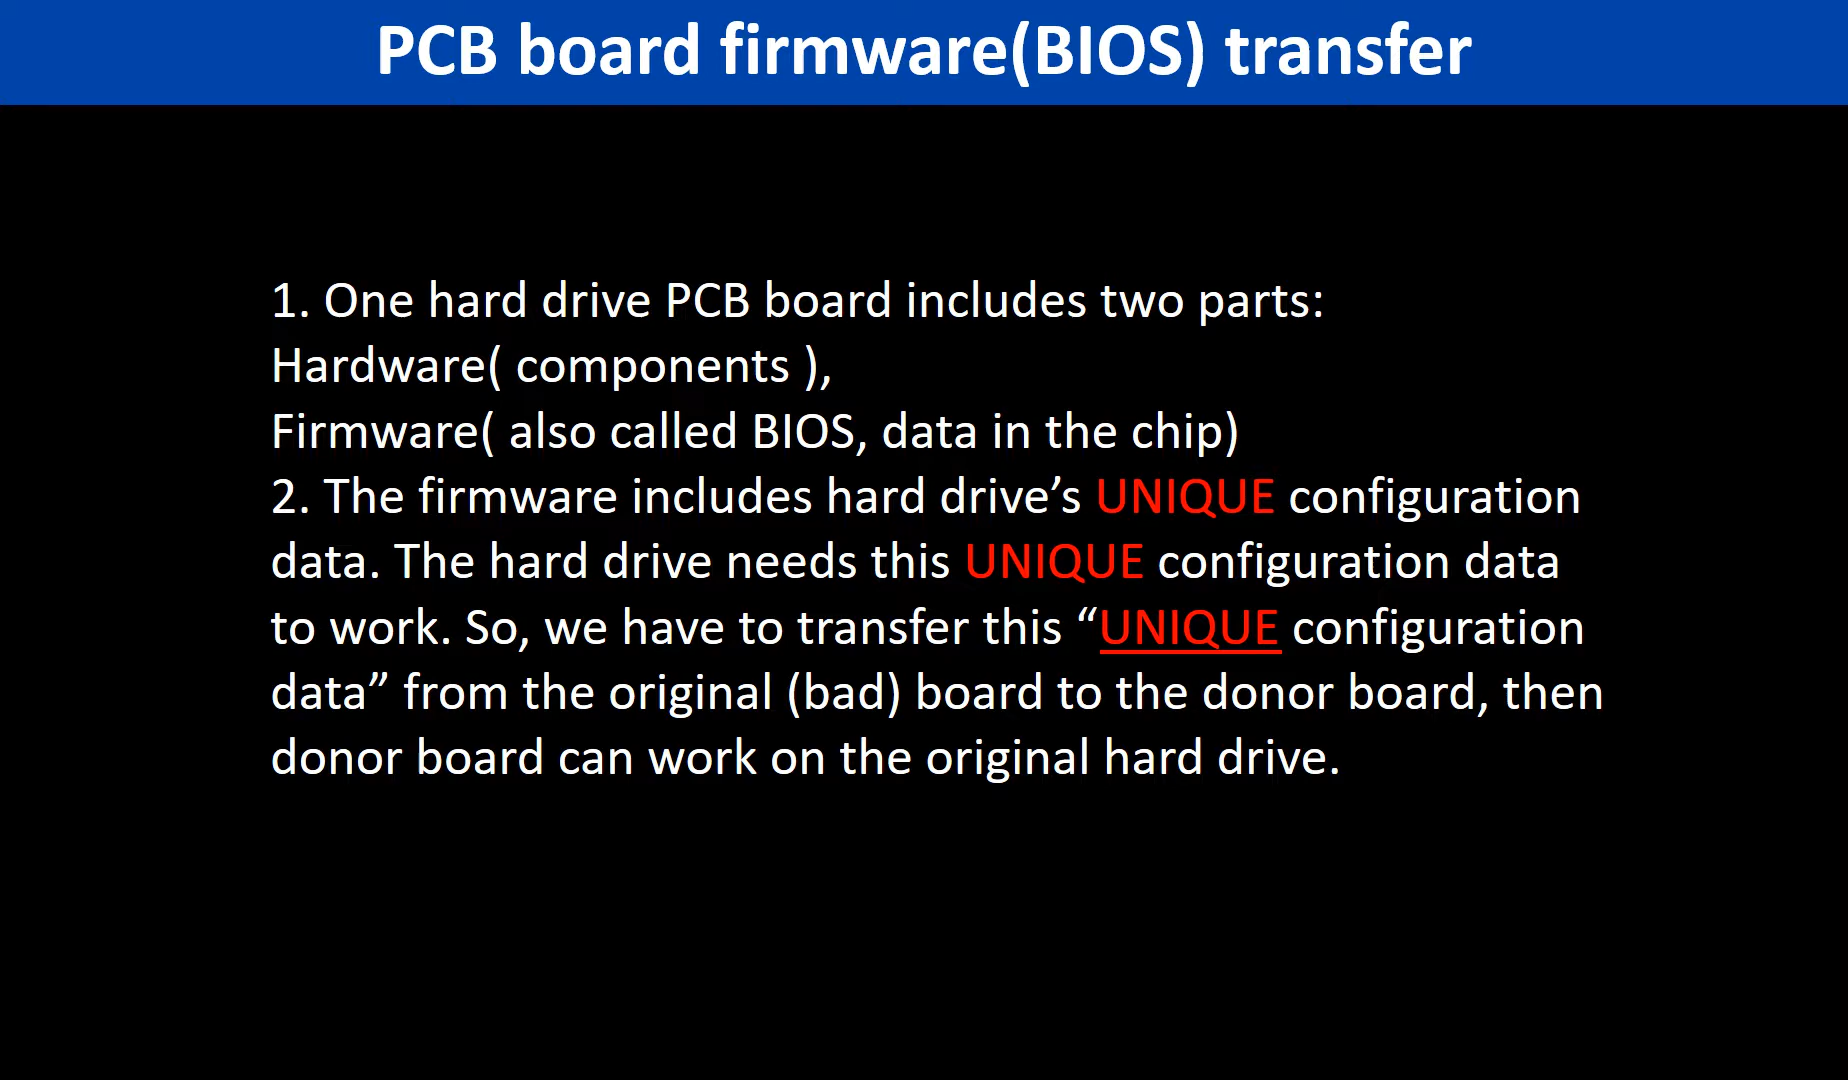 PCB board firmware(BIOS) transfer
1. One hard drive PCB board includes two parts:
Hardware( components ),
Firmware( also called BIOS, data in the chip)
2. The firmware includes hard drive’s UNIQUE configuration
data. The hard drive needs this UNIQUE configuration data
to work. So, we have to transfer this “UNIQUE configuration
data” from the original (bad) board to the donor board, then
donor board can work on the original hard drive.